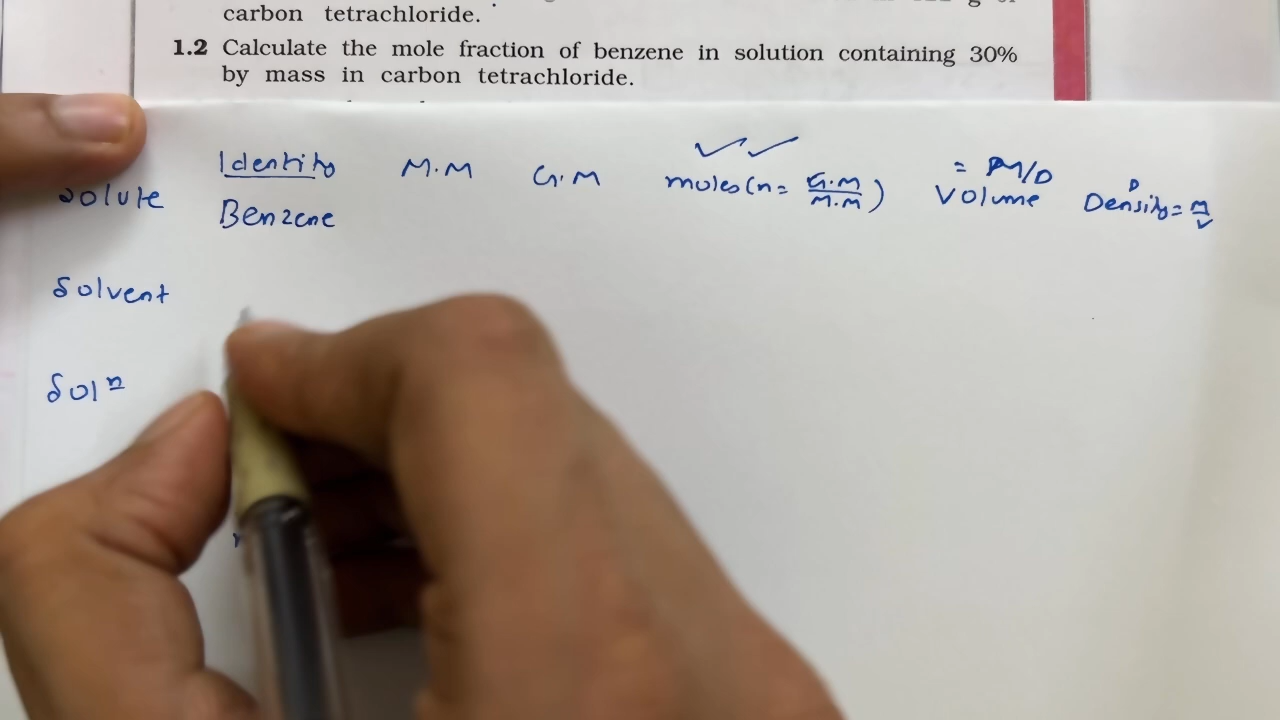 carbon tetrachloride.
1.2 Calculate the mole fraction of benzene in solution containing 30%
by mass in carbon tetrachloride.
Identity M.M G.M moles(n = G.M/M.M) Volume = M/D Density = m/v
D
Solute Benzene
Solvent
Solⁿ